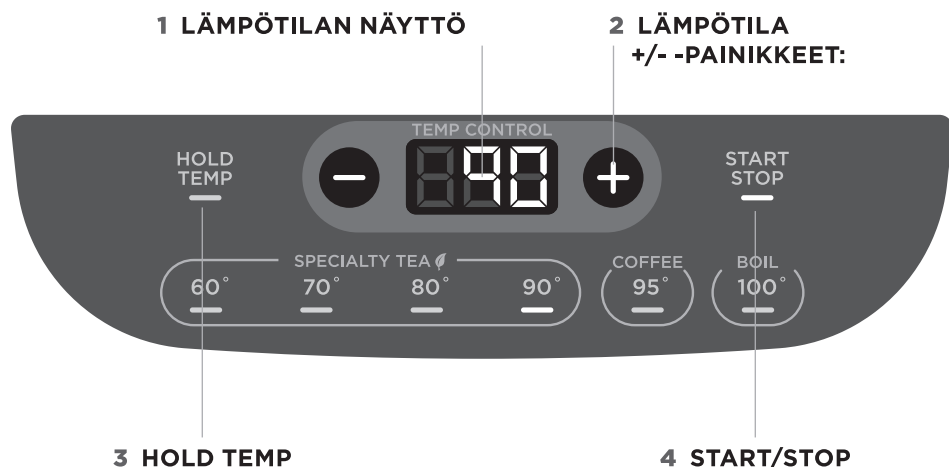 1 LÄMPÖTILAN NÄYTTÖ
2 LÄMPÖTILA
+/- -PAINIKKEET:
TEMP CONTROL
HOLD
TEMP
−
90
+
START
STOP
SPECIALTY TEA
COFFEE
BOIL
60°
70°
80°
90°
95°
100°
3 HOLD TEMP
4 START/STOP